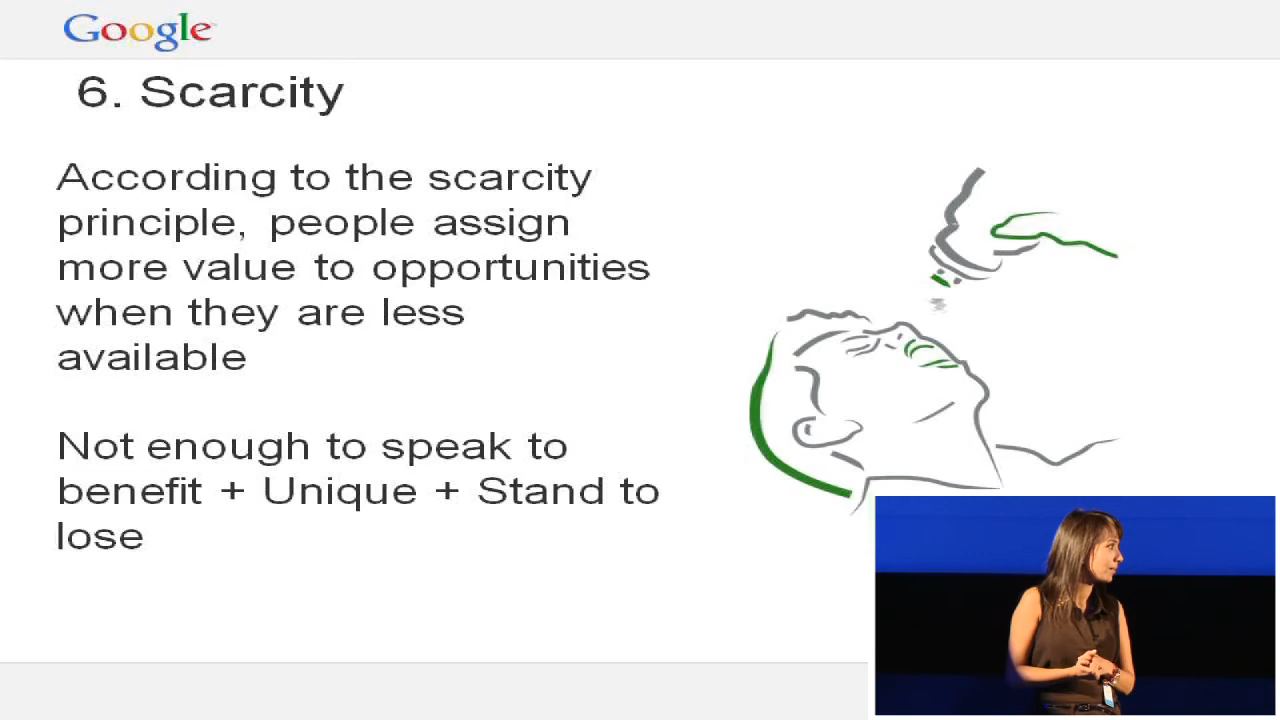 Google
6. Scarcity
According to the scarcity
principle, people assign
more value to opportunities
when they are less
available
Not enough to speak to
benefit + Unique + Stand to
lose